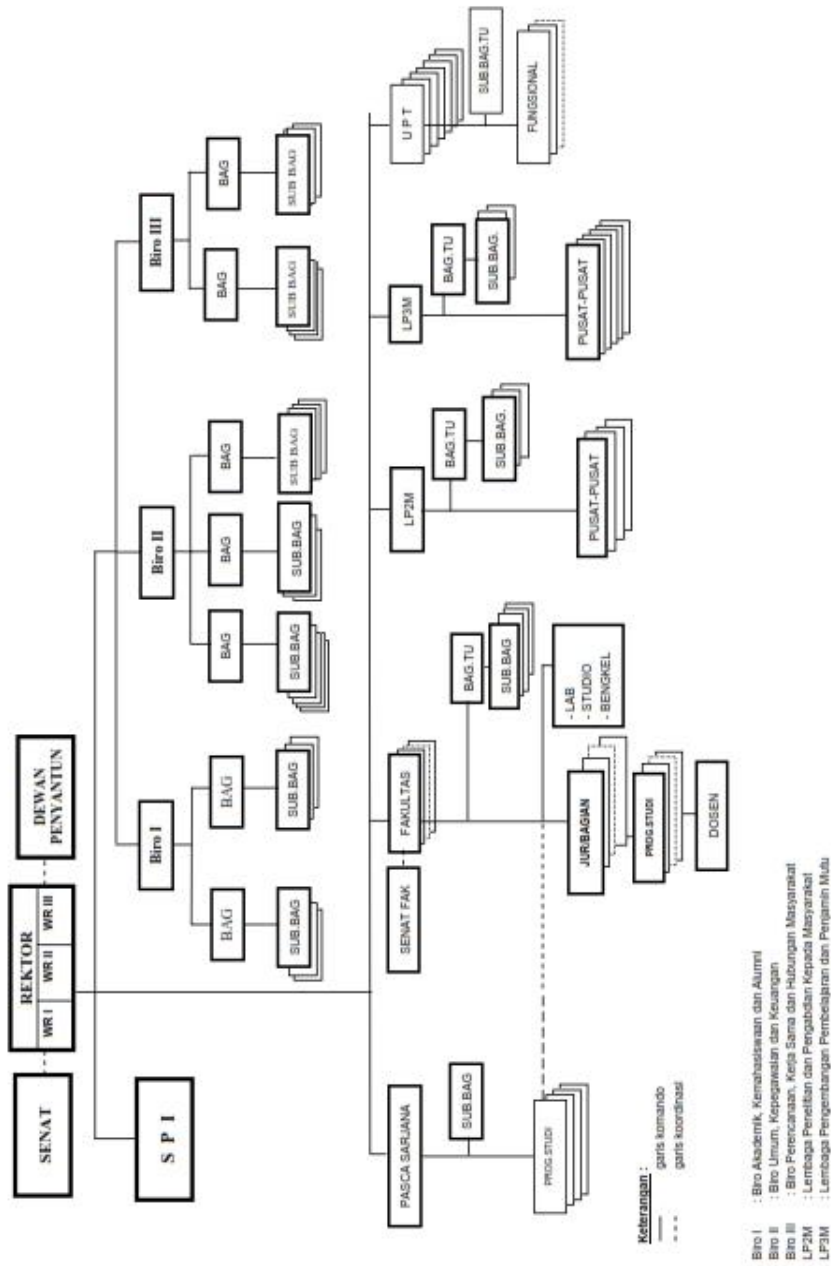 REKTOR
WR I
WR II
WR III
SENAT
DEWAN
PENYANTUN
S P I
Biro I
Biro II
Biro III
BAG
BAG
BAG
BAG
BAG
BAG
BAG
SUB.BAG
SUB.BAG
SUB.BAG
SUB.BAG
SUB BAG
SUB BAG
SUB BAG
PASCA SARJANA
SENAT FAK
FAKULTAS
LP2M
LP3M
U P T
SUB.BAG
BAG.TU
BAG.TU
BAG.TU
SUB.BAG.TU
SUB.BAG
SUB.BAG.
SUB.BAG.
FUNGSIONAL
PROG.STUDI
- LAB
- STUDIO
- BENGKEL
JUR/BAGIAN
PROG.STUDI
DOSEN
PUSAT-PUSAT
PUSAT-PUSAT
Keterangan :
garis komando
garis koordinasi
Biro I : Biro Akademik, Kemahasiswaan dan Alumni
Biro II : Biro Umum, Kepegawaian dan Keuangan
Biro III : Biro Perencanaan, Kerja Sama dan Hubungan Masyarakat
LP2M : Lembaga Penelitian dan Pengabdian Kepada Masyarakat
LP3M : Lembaga Pengembangan Pembelajaran dan Penjamin Mutu